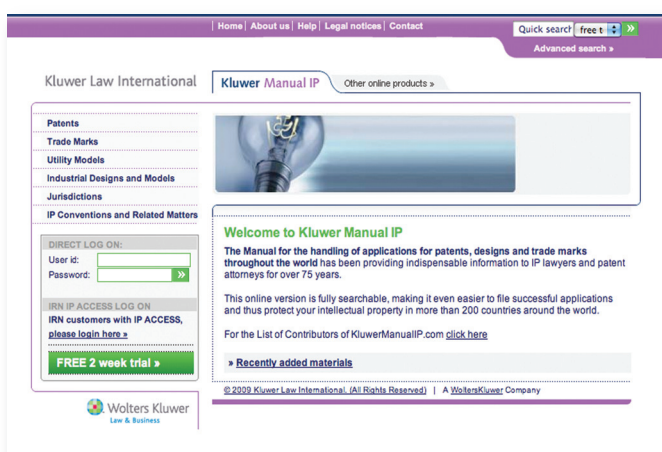 Home | About us | Help | Legal notices | Contact
Quick search free t »
Advanced search »
Kluwer Law International
Kluwer Manual IP
Other online products »
Patents
Trade Marks
Utility Models
Industrial Designs and Models
Jurisdictions
IP Conventions and Related Matters
DIRECT LOG ON:
User id:
Password: »
IRN IP ACCESS LOG ON
IRN customers with IP ACCESS,
please login here »
FREE 2 week trial »
Wolters Kluwer
Law & Business
Welcome to Kluwer Manual IP
The Manual for the handling of applications for patents, designs and trade marks
throughout the world has been providing indispensable information to IP lawyers and patent
attorneys for over 75 years.
This online version is fully searchable, making it even easier to file successful applications
and thus protect your intellectual property in more than 200 countries around the world.
For the List of Contributors of KluwerManualIP.com click here
» Recently added materials
© 2009 Kluwer Law International. (All Rights Reserved) | A WoltersKluwer Company